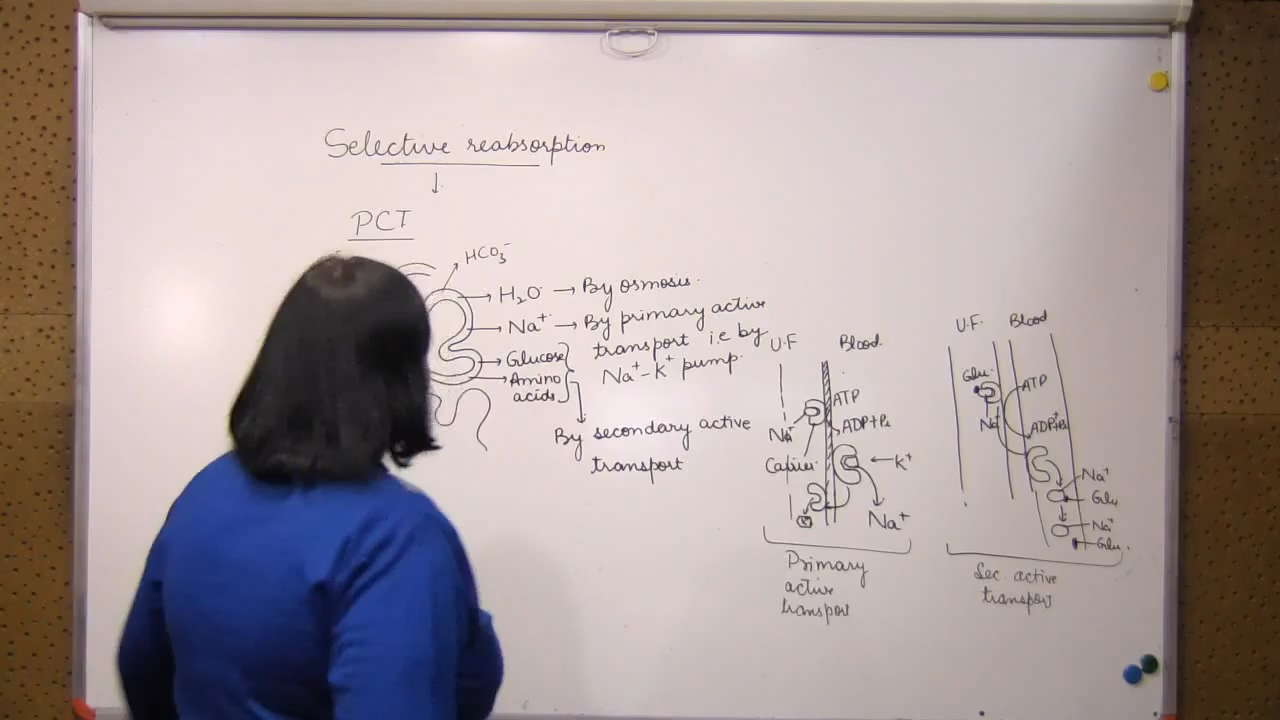 Selective reabsorption
↓
PCT
HCO3-
H2O → By osmosis.
Na+ → By primary active
transport i.e by
Na+-K+ pump.
Glucose
Amino
acids
By secondary active
transport
U.F
Blood
ATP
ADP+Pi
Na+
Carrier
K+
Na+
Primary
active
transport
U.F.
Blood
Glu.
ATP
Na+
ADP+Pi
Na+
Glu
Na+
Glu.
Sec. active
transport